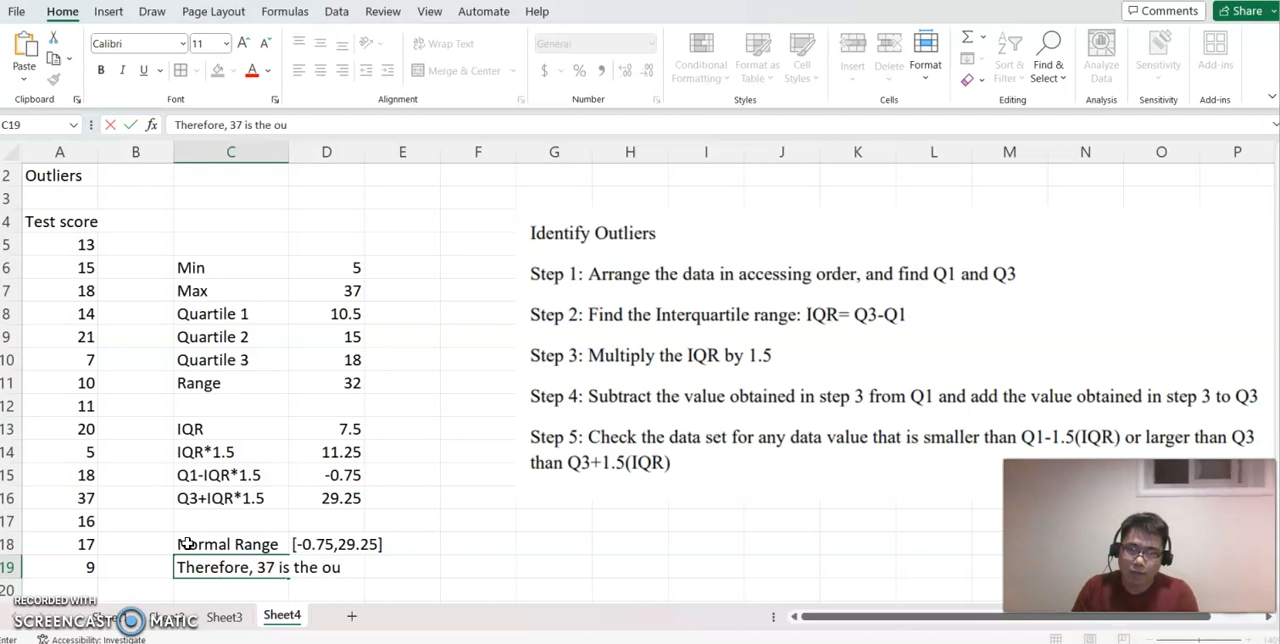 File Home Insert Draw Page Layout Formulas Data Review View Automate Help Comments Share
Calibri 11 A A Wrap Text General Σ
Paste B I U A Merge & Center $ % 9 Conditional Formatting Format as Table Cell Styles Insert Delete Format Sort & Filter Find & Select Analyze Data Sensitivity Add-ins
Clipboard Font Alignment Number Styles Cells Editing Analysis Sensitivity Add-ins
C19 fx Therefore, 37 is the ou
A B C D E F G H I J K L M N O P
2 Outliers
3
4 Test score
5 13
6 15 Min 5
7 18 Max 37
8 14 Quartile 1 10.5
9 21 Quartile 2 15
10 7 Quartile 3 18
11 10 Range 32
12 11
13 20 IQR 7.5
14 5 IQR*1.5 11.25
15 18 Q1-IQR*1.5 -0.75
16 37 Q3+IQR*1.5 29.25
17 16
18 17 Normal Range [-0.75,29.25]
19 9 Therefore, 37 is the ou
20
Identify Outliers
Step 1: Arrange the data in accessing order, and find Q1 and Q3
Step 2: Find the Interquartile range: IQR= Q3-Q1
Step 3: Multiply the IQR by 1.5
Step 4: Subtract the value obtained in step 3 from Q1 and add the value obtained in step 3 to Q3
Step 5: Check the data set for any data value that is smaller than Q1-1.5(IQR) or larger than Q3
than Q3+1.5(IQR)
RECORDED WITH
SCREENCAST MATIC
Sheet3 Sheet4
Enter Accessibility: Investigate